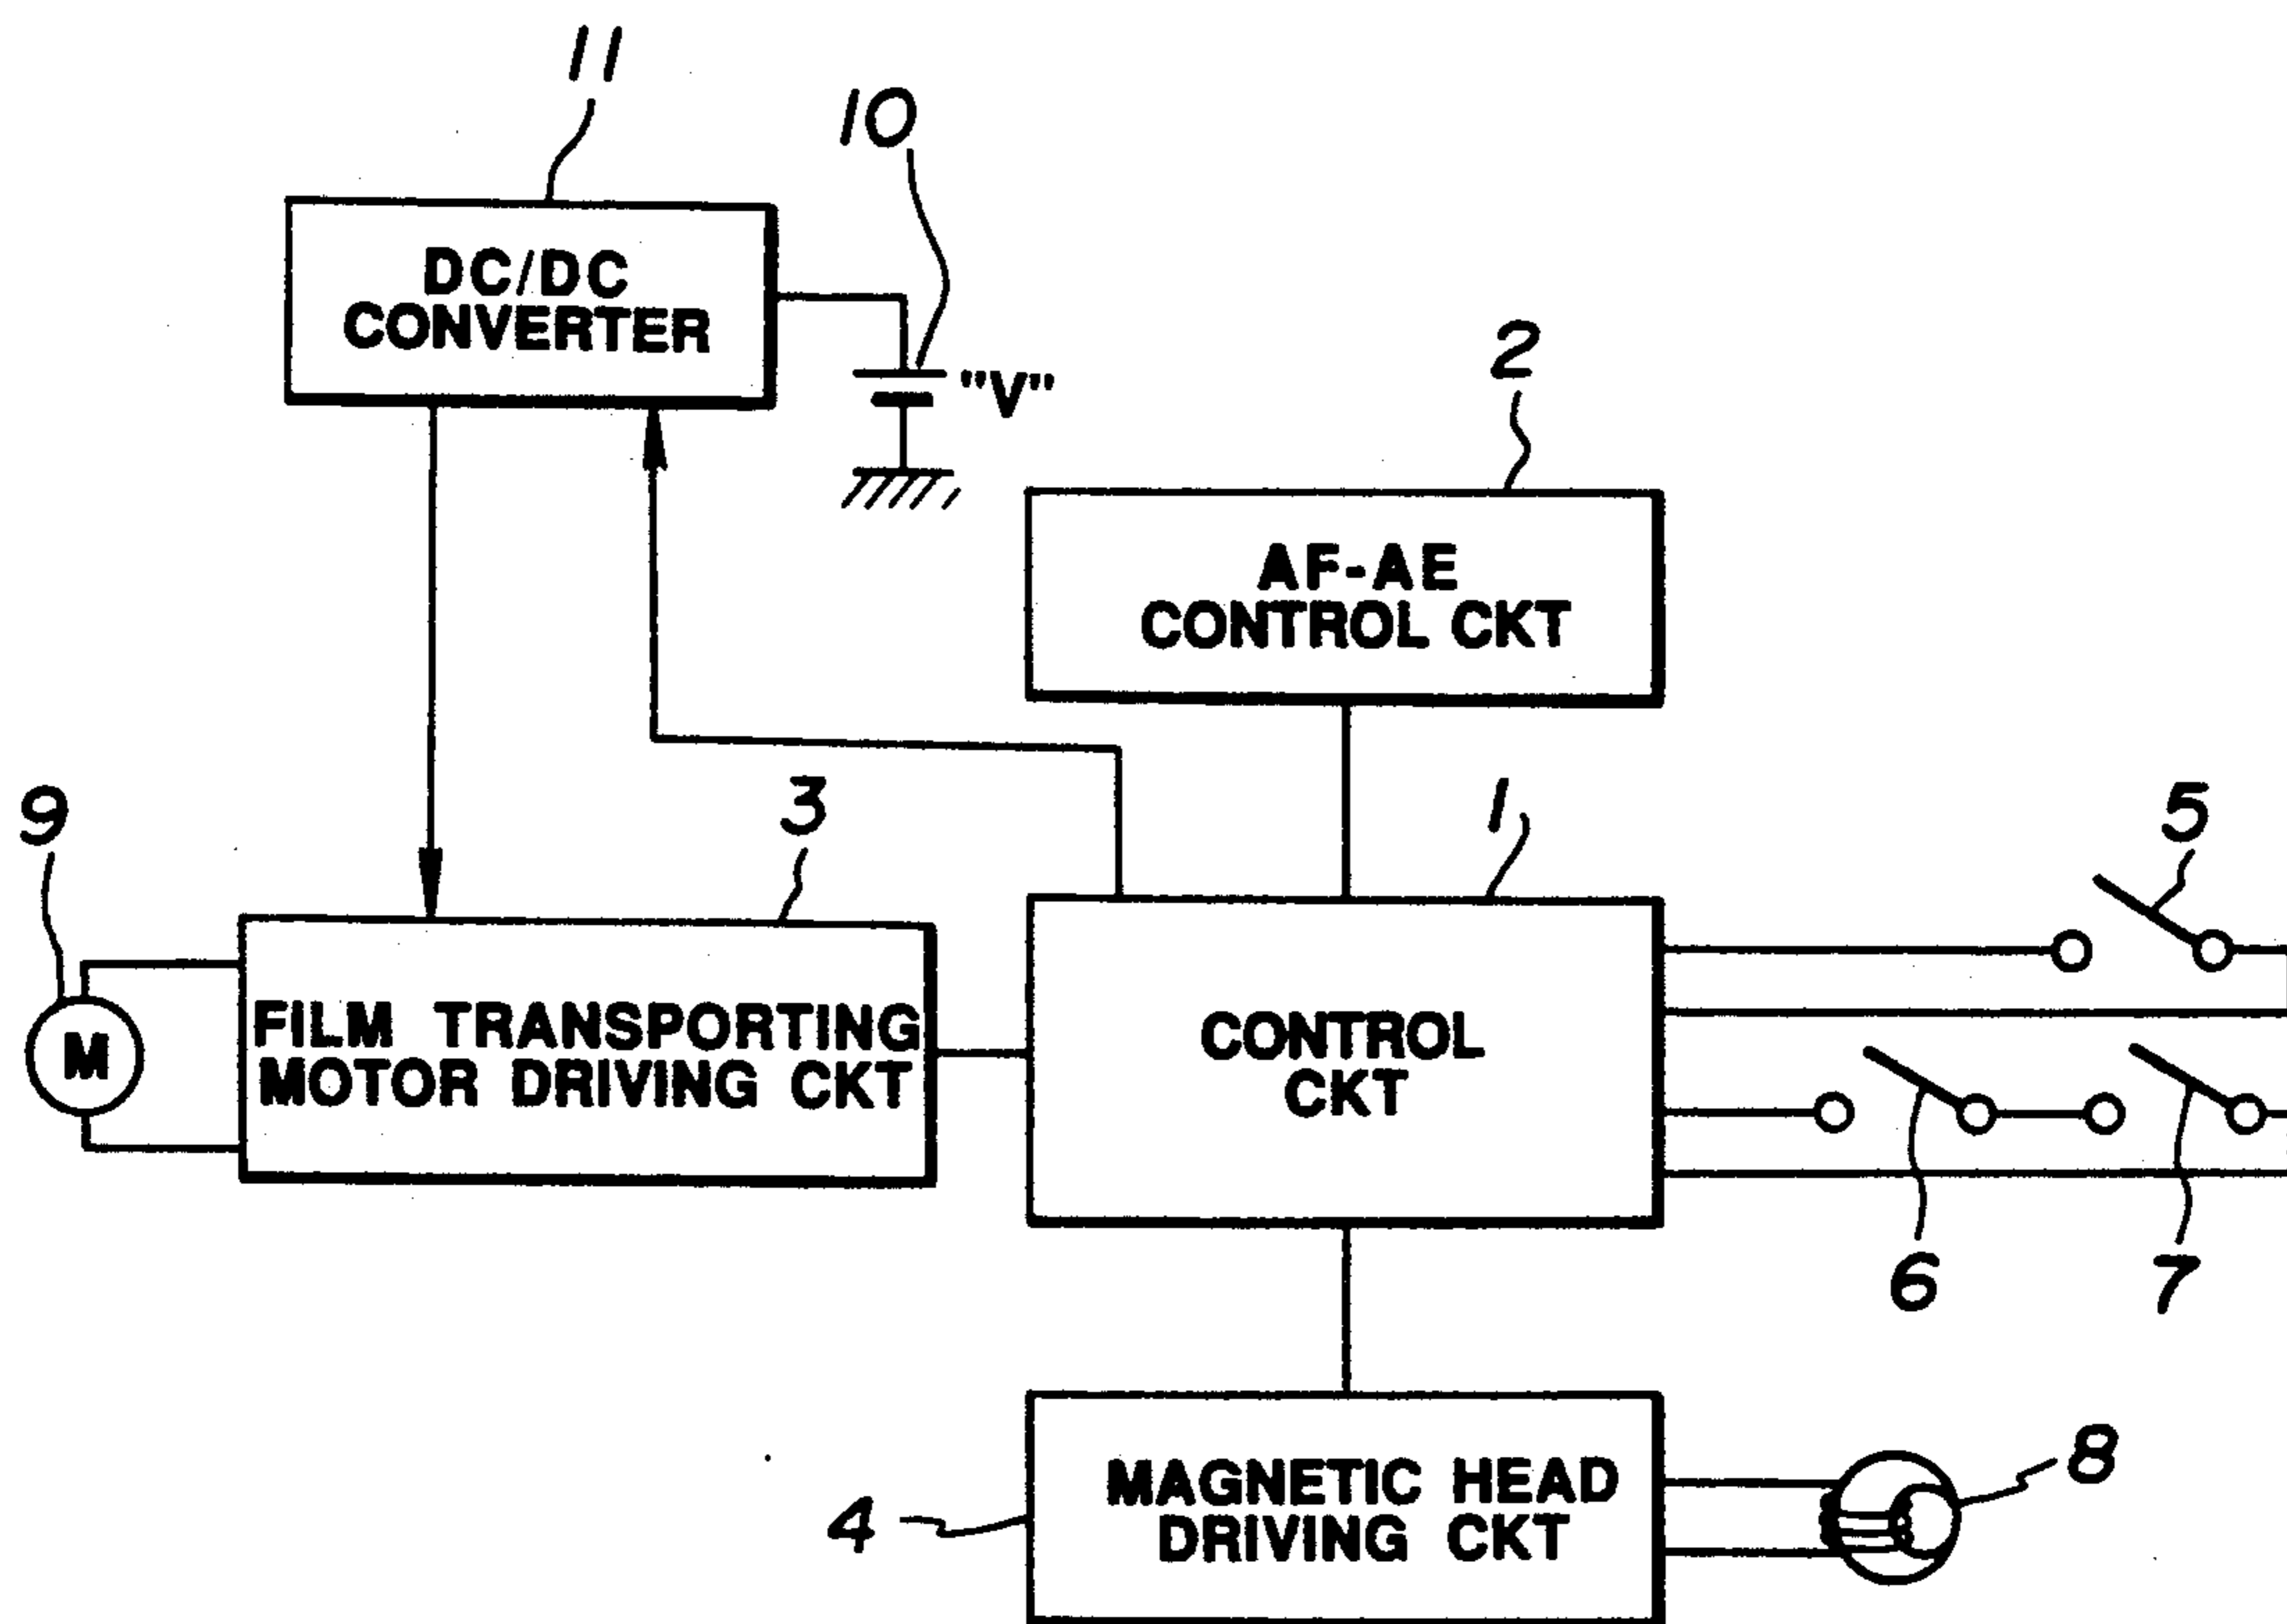 11
10
DC/DC
CONVERTER
"V"
2
AF-AE
CONTROL CKT
9
3
1
5
FILM TRANSPORTING
MOTOR DRIVING CKT
M
CONTROL
CKT
6
7
MAGNETIC HEAD
DRIVING CKT
4
8